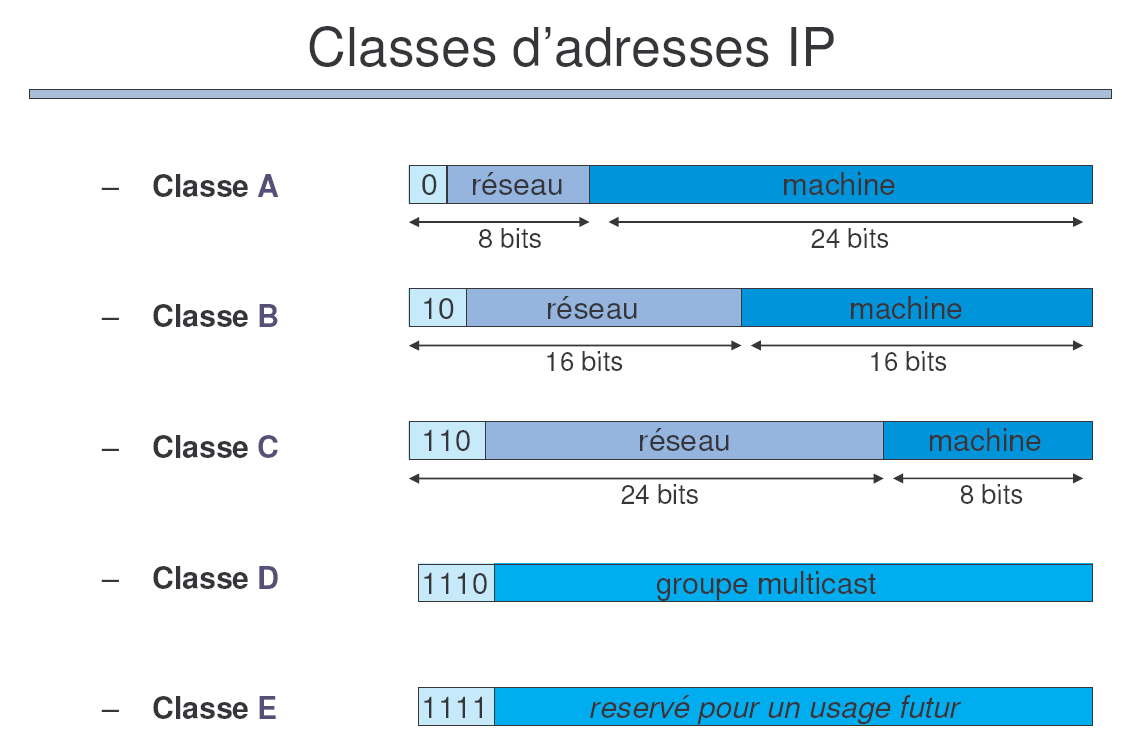 Classes d’adresses IP
– Classe A
0 réseau machine
8 bits 24 bits
– Classe B
10 réseau machine
16 bits 16 bits
– Classe C
110 réseau machine
24 bits 8 bits
– Classe D
1110 groupe multicast
– Classe E
1111 reservé pour un usage futur